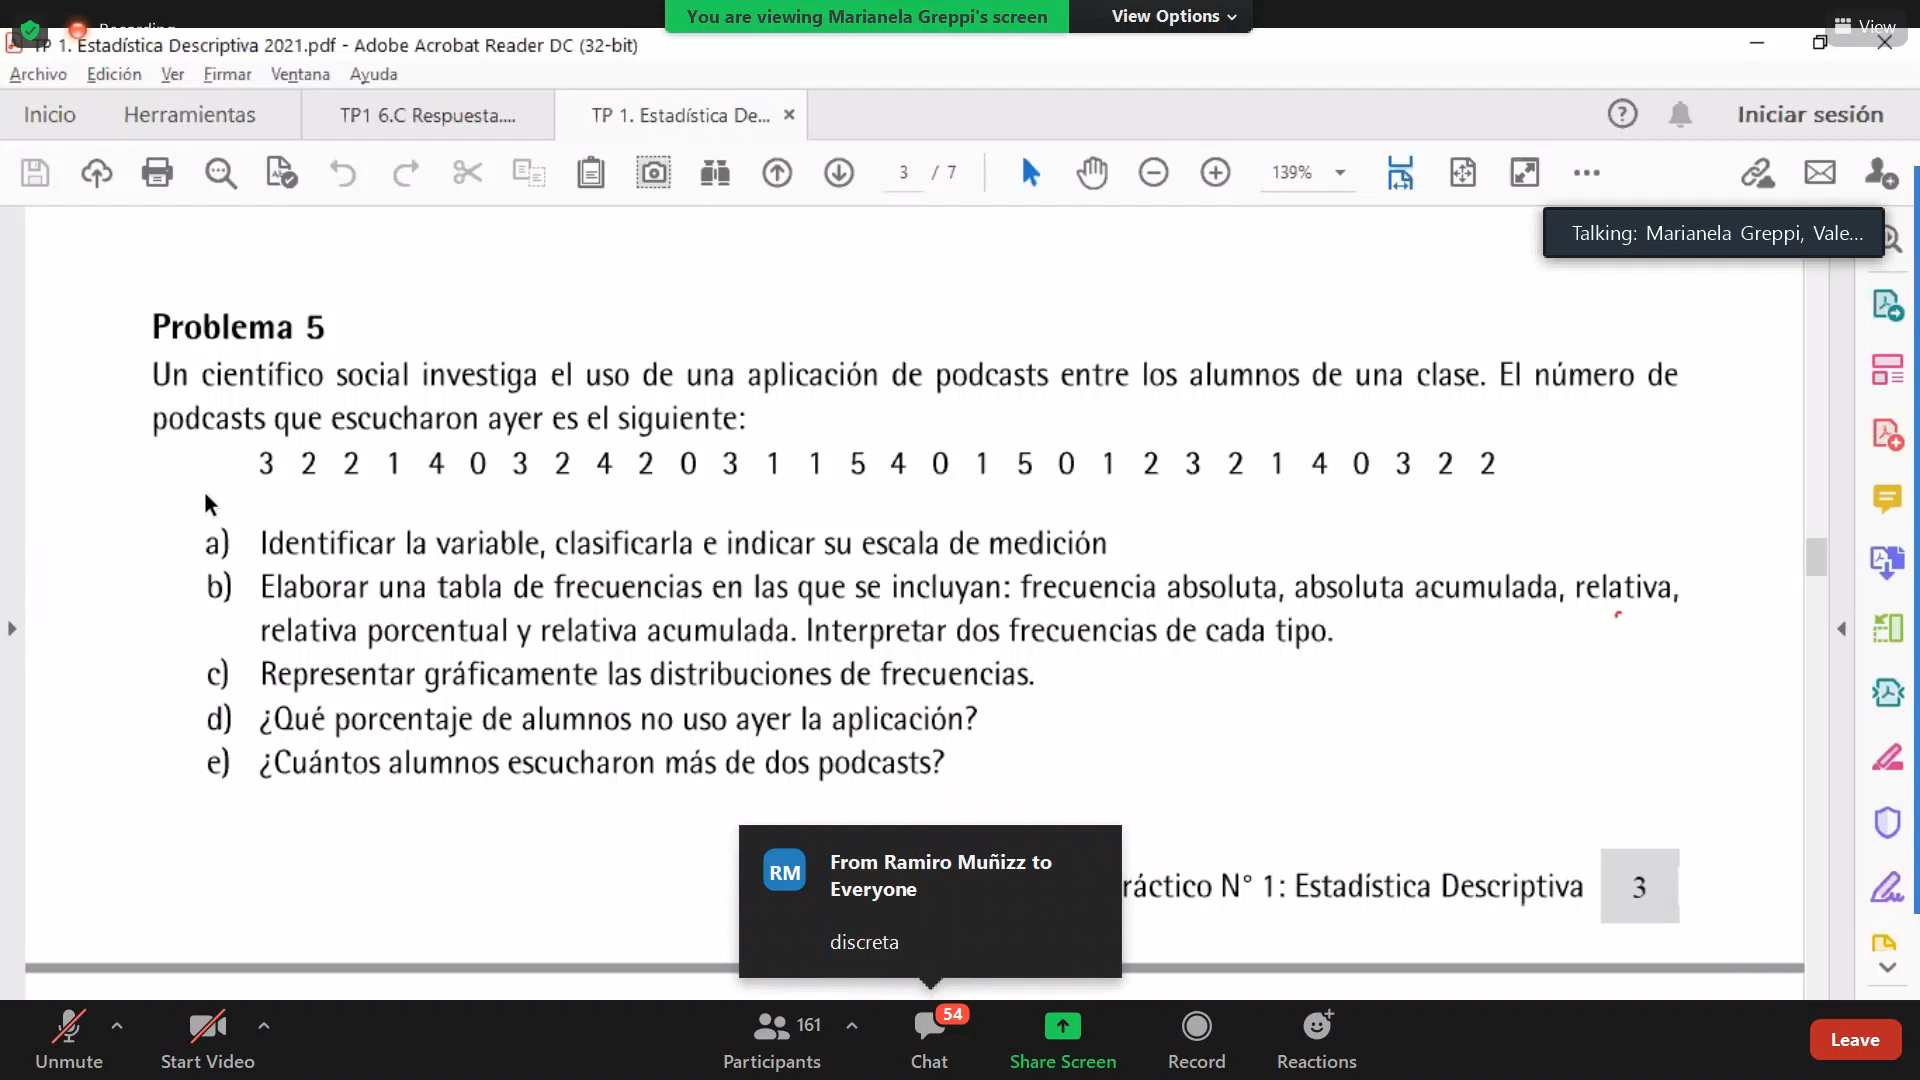 You are viewing Marianela Greppi's screen
View Options
View
TP 1. Estadística Descriptiva 2021.pdf - Adobe Acrobat Reader DC (32-bit)
Archivo Edición Ver Firmar Ventana Ayuda
Inicio Herramientas TP1 6.C Respuesta.... TP 1. Estadística De... Iniciar sesión
3 / 7 139%
Talking: Marianela Greppi, Vale...
Problema 5
Un científico social investiga el uso de una aplicación de podcasts entre los alumnos de una clase. El número de
podcasts que escucharon ayer es el siguiente:
3 2 2 1 4 0 3 2 4 2 0 3 1 1 5 4 0 1 5 0 1 2 3 2 1 4 0 3 2 2
a) Identificar la variable, clasificarla e indicar su escala de medición
b) Elaborar una tabla de frecuencias en las que se incluyan: frecuencia absoluta, absoluta acumulada, relativa,
relativa porcentual y relativa acumulada. Interpretar dos frecuencias de cada tipo.
c) Representar gráficamente las distribuciones de frecuencias.
d) ¿Qué porcentaje de alumnos no uso ayer la aplicación?
e) ¿Cuántos alumnos escucharon más de dos podcasts?
RM
From Ramiro Muñizz to
Everyone
discreta
ráctico N° 1: Estadística Descriptiva 3
161 54
Unmute Start Video Participants Chat Share Screen Record Reactions Leave